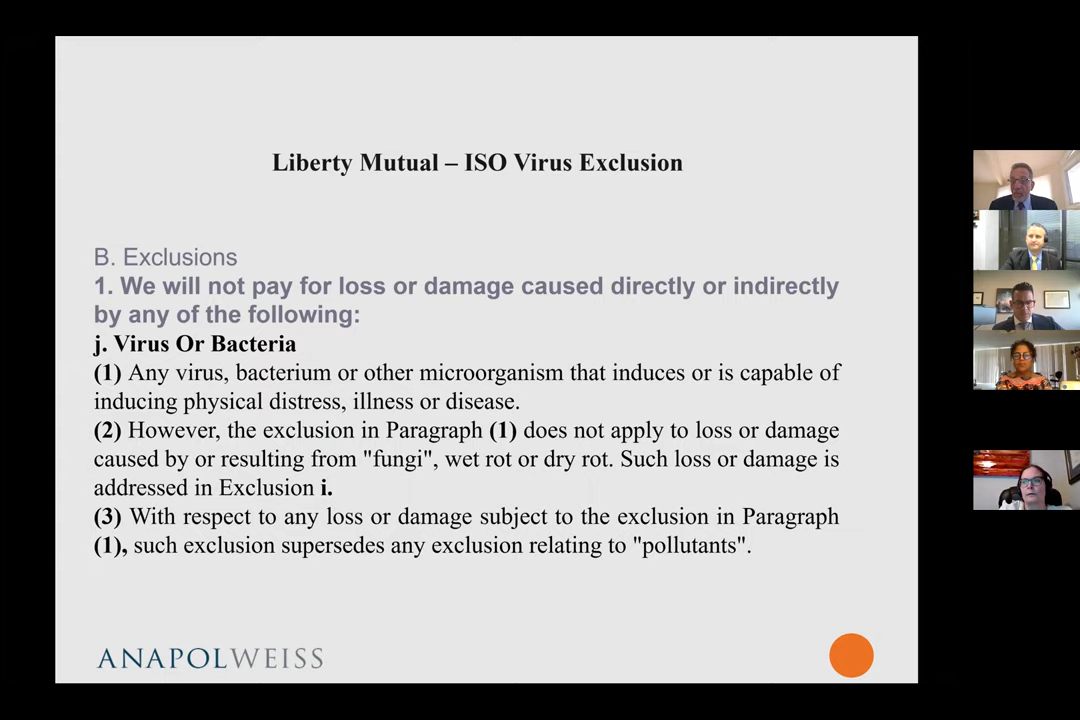 Liberty Mutual – ISO Virus Exclusion
B. Exclusions
1. We will not pay for loss or damage caused directly or indirectly
by any of the following:
j. Virus Or Bacteria
(1) Any virus, bacterium or other microorganism that induces or is capable of
inducing physical distress, illness or disease.
(2) However, the exclusion in Paragraph (1) does not apply to loss or damage
caused by or resulting from "fungi", wet rot or dry rot. Such loss or damage is
addressed in Exclusion i.
(3) With respect to any loss or damage subject to the exclusion in Paragraph
(1), such exclusion supersedes any exclusion relating to "pollutants".
ANAPOLWEISS